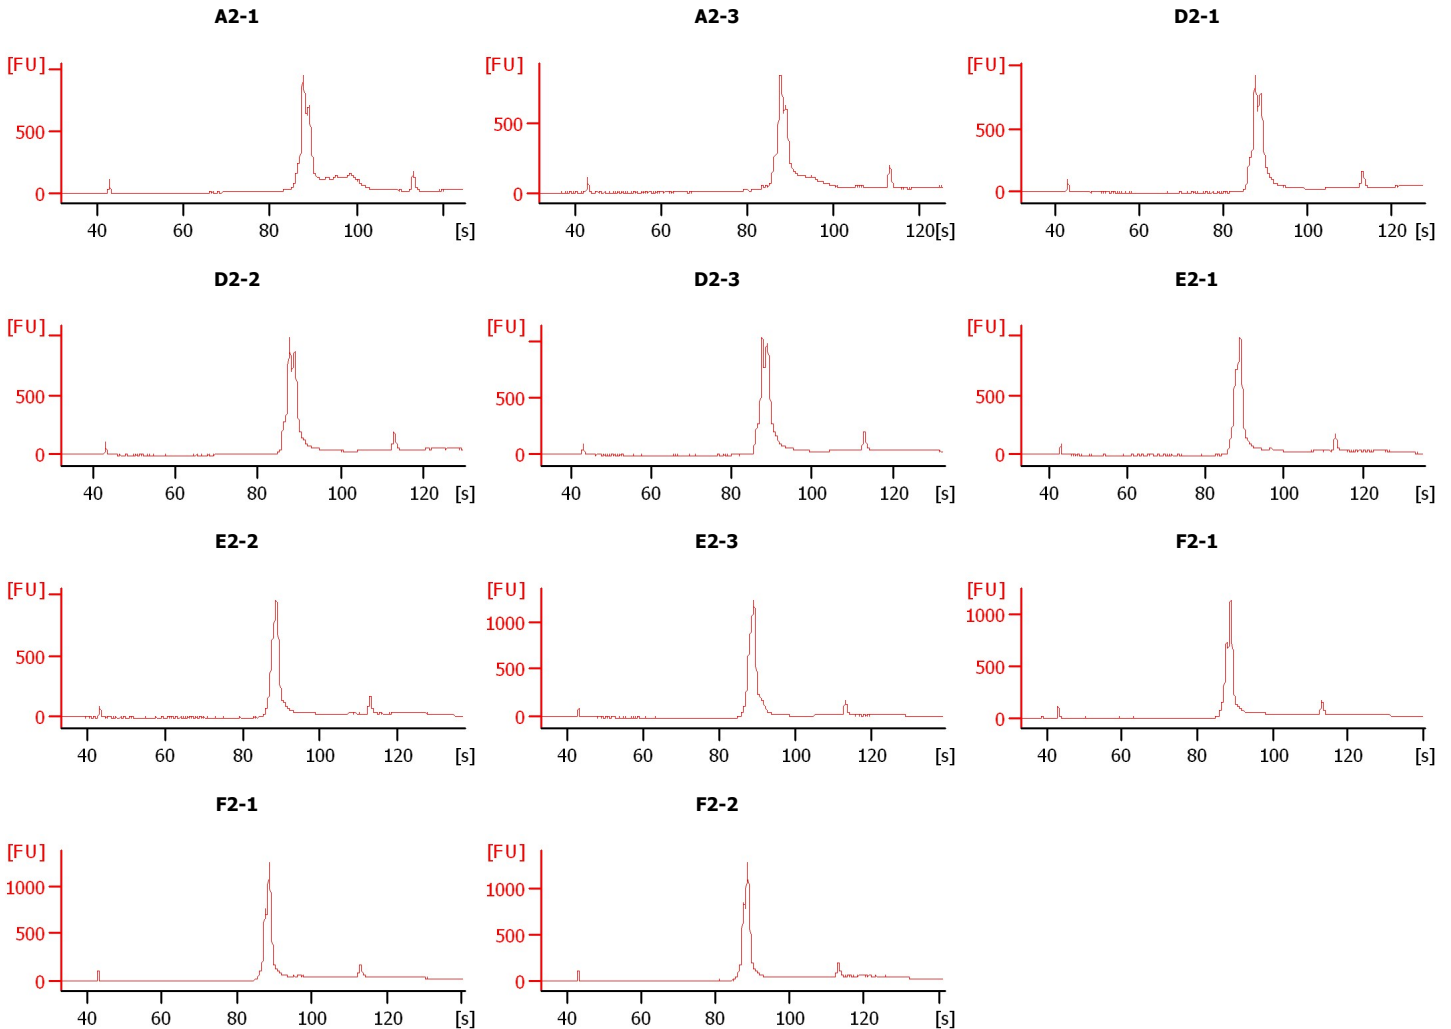 A2-1 A2-3 D2-1
[FU] [FU] [FU]
500 500 500
0 0 0
40 60 80 100 [s] 40 60 80 100 120[s] 40 60 80 100 120 [s]
D2-2 D2-3 E2-1
[FU] [FU] [FU]
500 500 500
0 0 0
40 60 80 100 120 [s] 40 60 80 100 120 [s] 40 60 80 100 120 [s]
E2-2 E2-3 F2-1
[FU] [FU] [FU]
500 1000 500 1000 500
0 0 0
40 60 80 100 120 [s] 40 60 80 100 120 [s] 40 60 80 100 120 [s]
F2-1 F2-2
[FU] [FU]
1000 1000
500 500
0 0
40 60 80 100 120 [s] 40 60 80 100 120 [s]